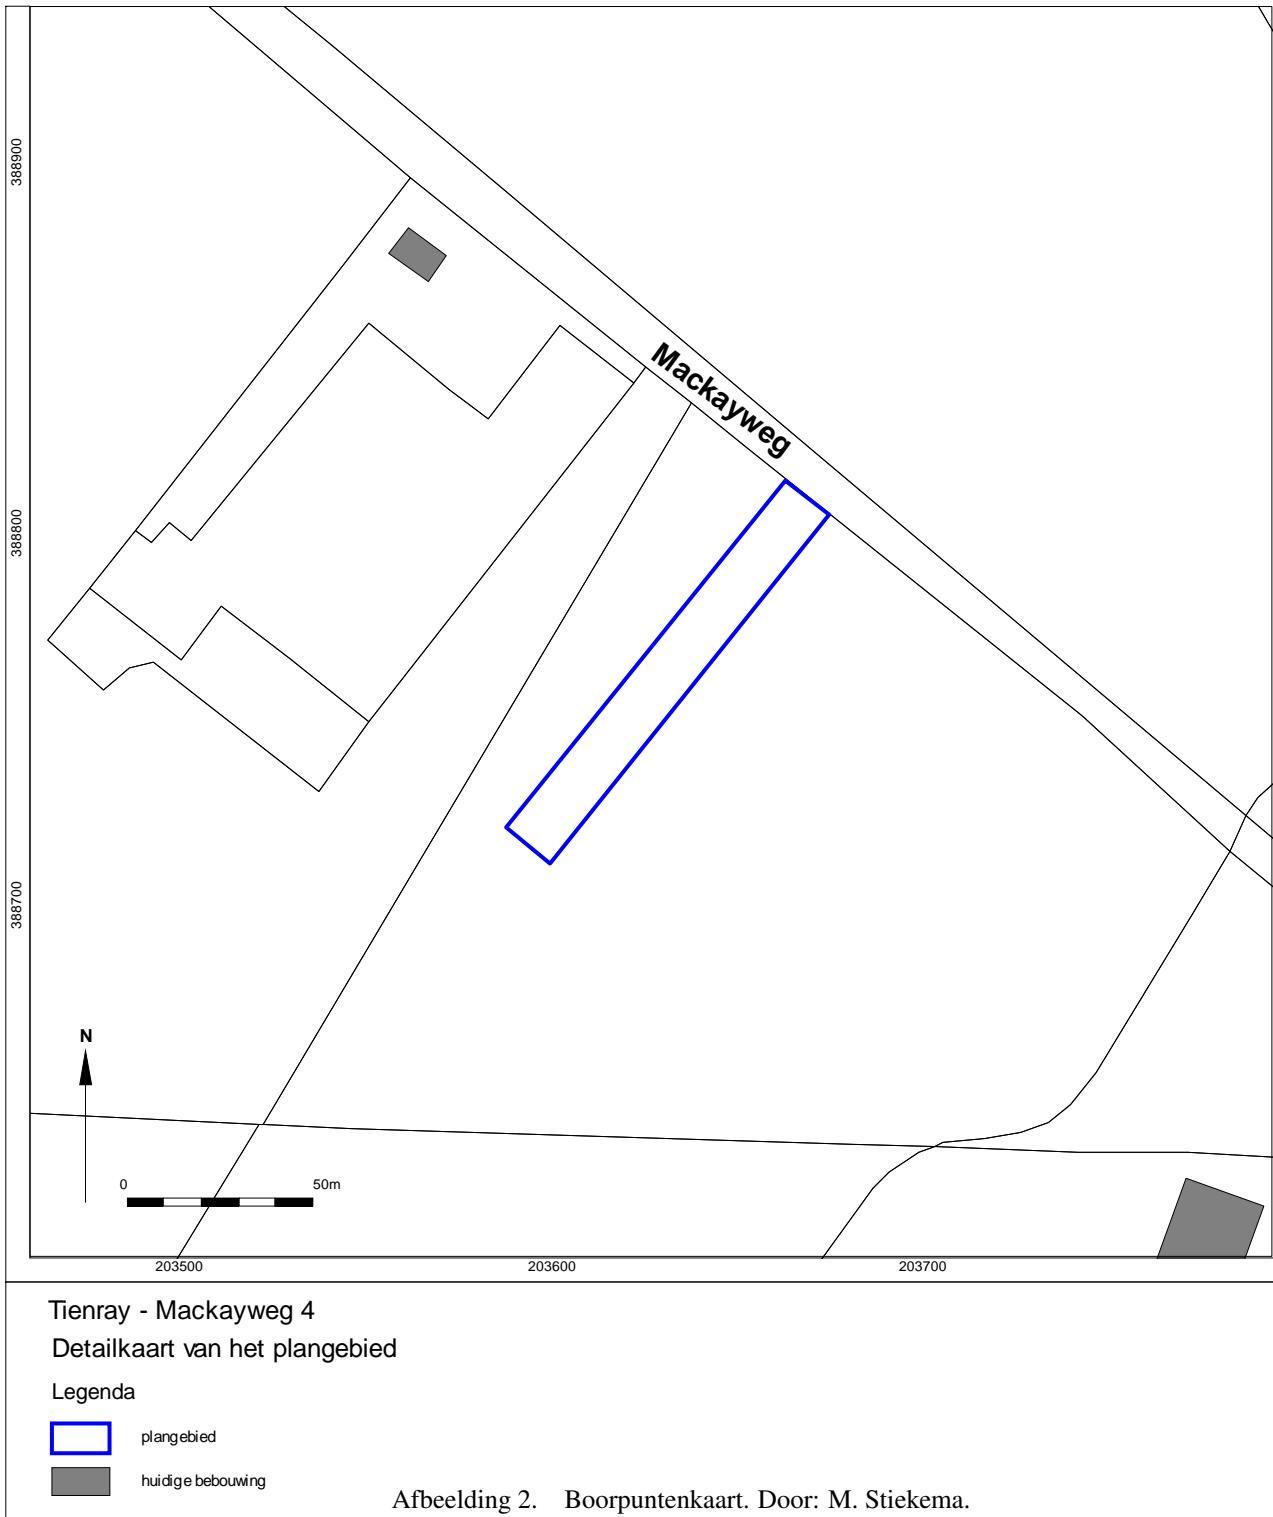 388900
Mackayweg
388800
388700
N
0 50m
203500 203600 203700
Tienray - Mackayweg 4
Detailkaart van het plangebied
Legenda
plangebied
huidige bebouwing
Afbeelding 2. Boorpuntenkaart. Door: M. Stiekema.